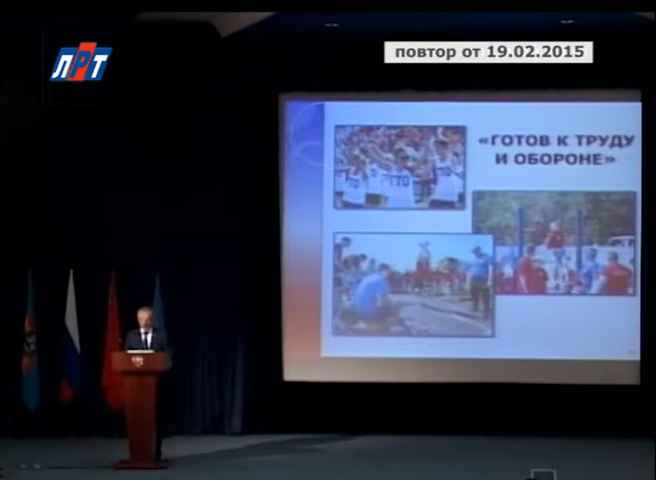 ЛРТ
повтор от 19.02.2015
«ГОТОВ К ТРУДУ
И ОБОРОНЕ»
ГТО